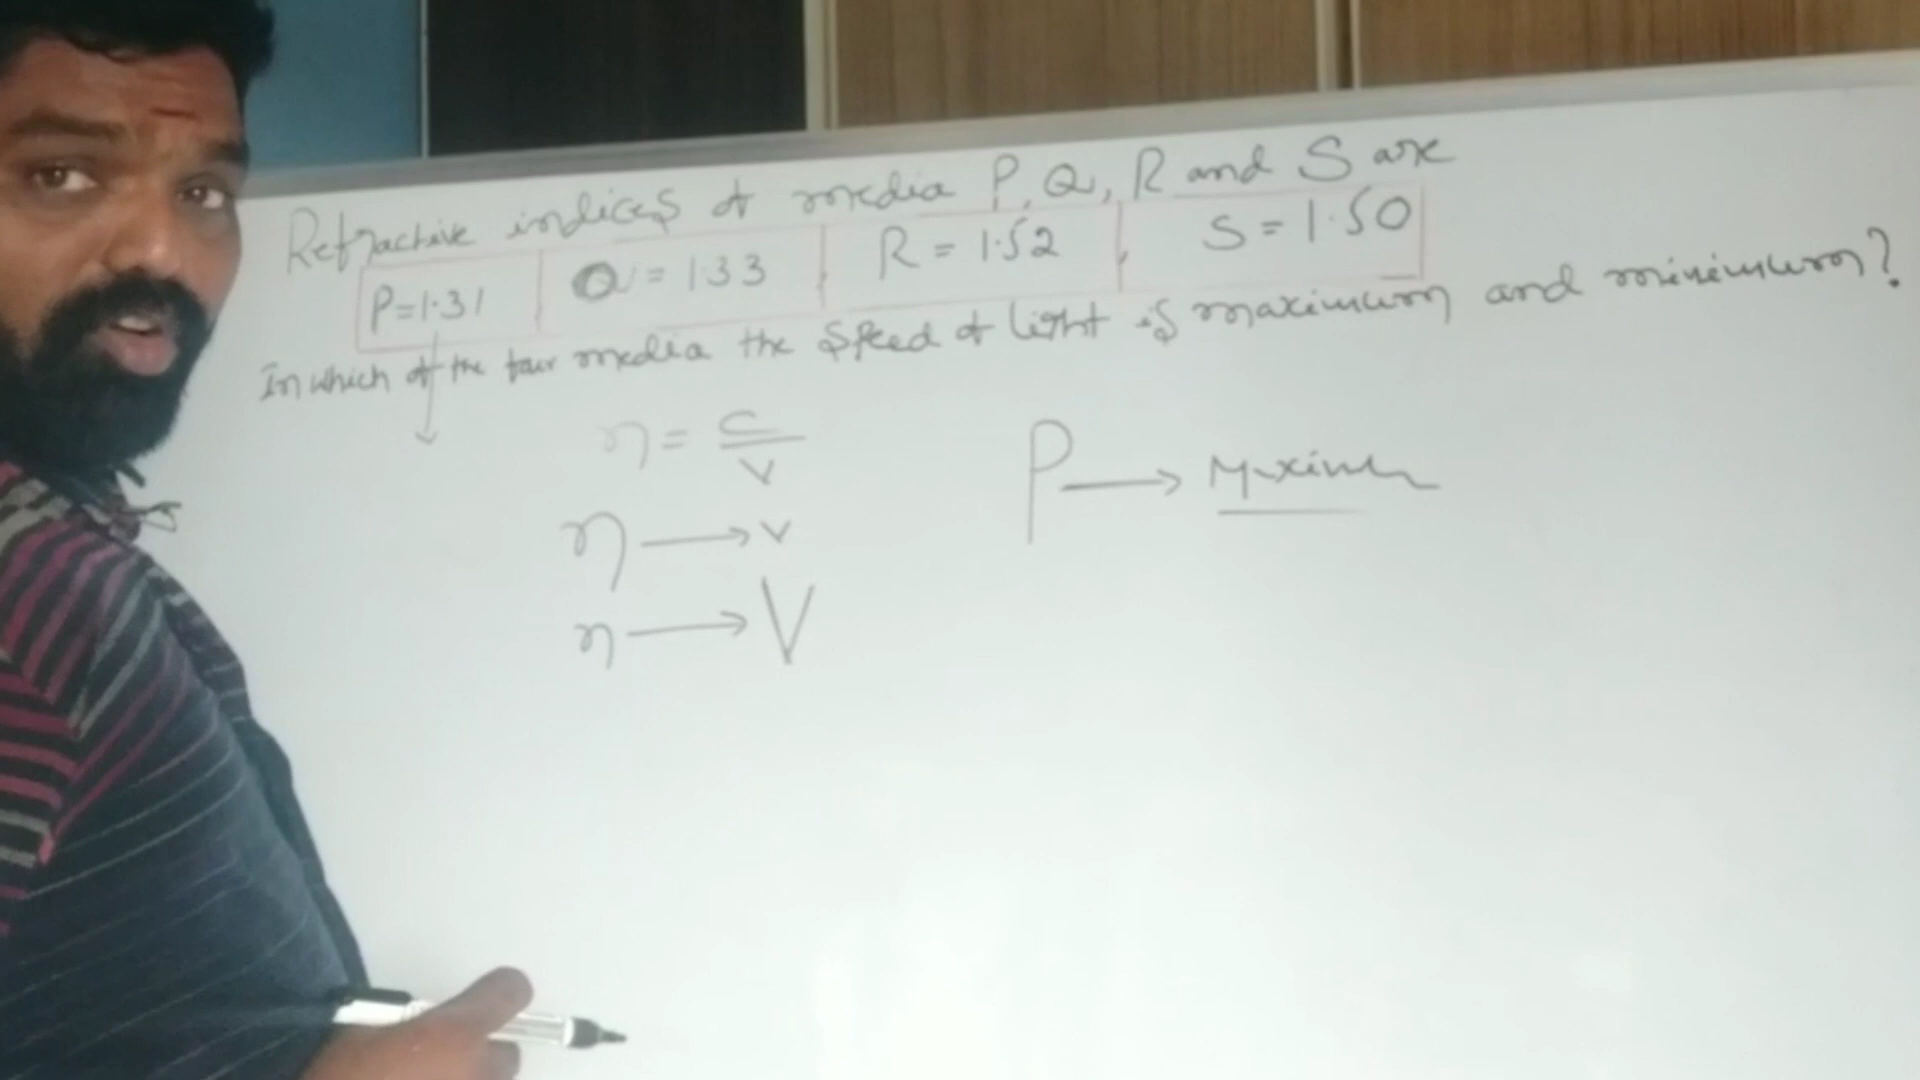 Refractive indices of media P, Q, R and S are
P=1.31 Q = 1.33 , R = 1.52 , S = 1.50
In which of the four media the speed of light is maximum and minimum?
η = c/v
η → v
η → V
P → Maximum